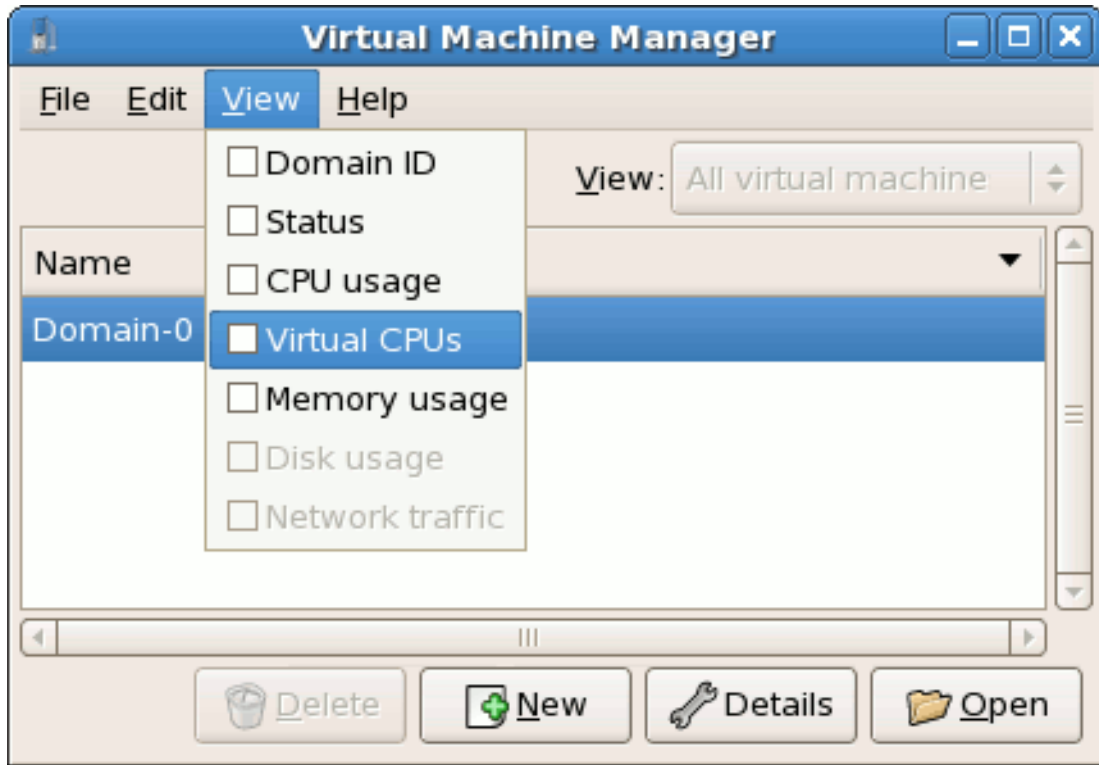 Virtual Machine Manager
File Edit View Help
Domain ID
View: All virtual machine
Status
Name
CPU usage
Domain-0
Virtual CPUs
Memory usage
Disk usage
Network traffic
Delete New Details Open